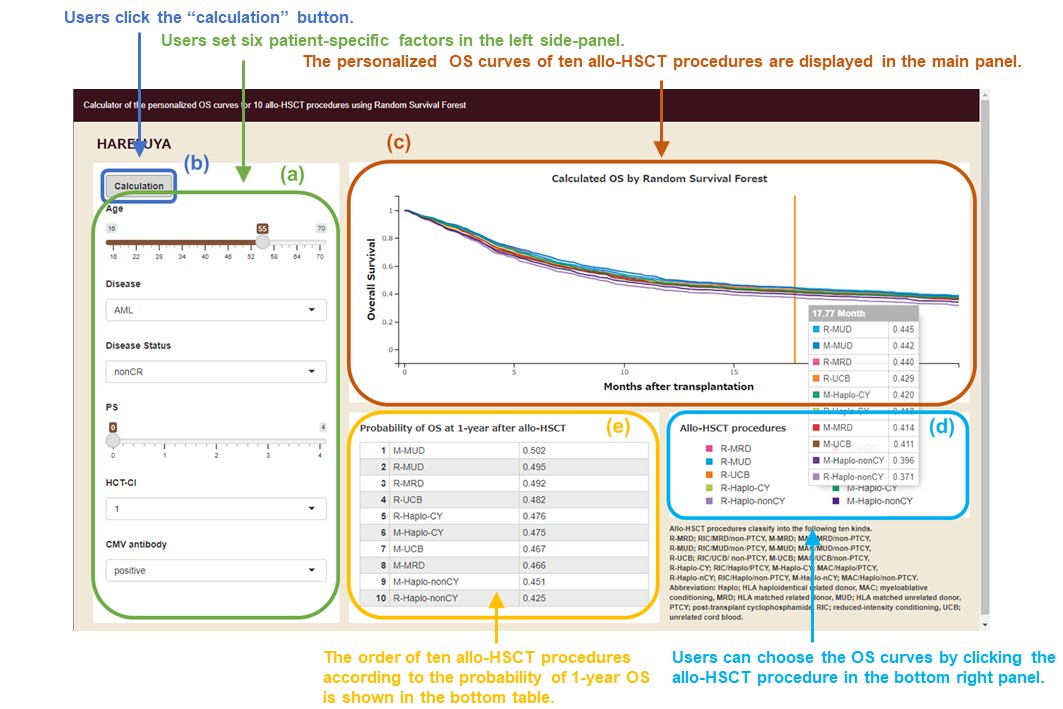 Users click the “calculation” button.
Users set six patient-specific factors in the left side-panel.
The personalized OS curves of ten allo-HSCT procedures are displayed in the main panel.
Calculator of the personalized OS curves for 10 allo-HSCT procedures using Random Survival Forest
(c)
(b)
(a)
Calculation
Age
16 55 70
16 22 28 34 40 46 52 58 64 70
Disease
AML
Disease Status
nonCR
PS
0 4
0 1 2 3 4
HCT-CI
1
CMV antibody
positive
Calculated OS by Random Survival Forest
Overall Survival
1
0.8
0.6
0.4
0.2
0
0 5 10 15
Months after transplantation
17.77 Month
R-MUD 0.445
M-MUD 0.442
R-MRD 0.440
R-UCB 0.429
M-Haplo-CY 0.420
M-MRD 0.414
M-UCB 0.411
M-Haplo-nonCY 0.396
R-Haplo-nonCY 0.371
Probability of OS at 1-year after allo-HSCT (e)
1 M-MUD 0.502
2 R-MUD 0.495
3 R-MRD 0.492
4 R-UCB 0.482
5 R-Haplo-CY 0.476
6 M-Haplo-CY 0.475
7 M-UCB 0.467
8 M-MRD 0.466
9 M-Haplo-nonCY 0.451
10 R-Haplo-nonCY 0.425
Allo-HSCT procedures (d)
R-MRD
R-MUD
R-UCB
R-Haplo-CY M-Haplo-CY
R-Haplo-nonCY M-Haplo-nonCY
Allo-HSCT procedures classify into the following ten kinds.
R-MRD; RIC/MRD/non-PTCY, M-MRD; MAC/MRD/non-PTCY,
R-MUD; RIC/MUD/non-PTCY, M-MUD; MAC/MUD/non-PTCY,
R-UCB; RIC/UCB/ non-PTCY, M-UCB; MAC/UCB/non-PTCY,
R-Haplo-CY; RIC/Haplo/PTCY, M-Haplo-CY; MAC/Haplo/PTCY,
R-Haplo-nCY; RIC/Haplo/non-PTCY, M-Haplo-nCY; MAC/Haplo/non-PTCY.
Abbreviation: Haplo; HLA haploidentical related donor, MAC; myeloablative
conditioning, MRD: HLA matched related donor, MUD; HLA matched unrelated donor,
PTCY; post-transplant cyclophosphamide, RIC; reduced-intensity conditioning, UCB;
unrelated cord blood.
The order of ten allo-HSCT procedures
according to the probability of 1-year OS
is shown in the bottom table.
Users can choose the OS curves by clicking the
allo-HSCT procedure in the bottom right panel.